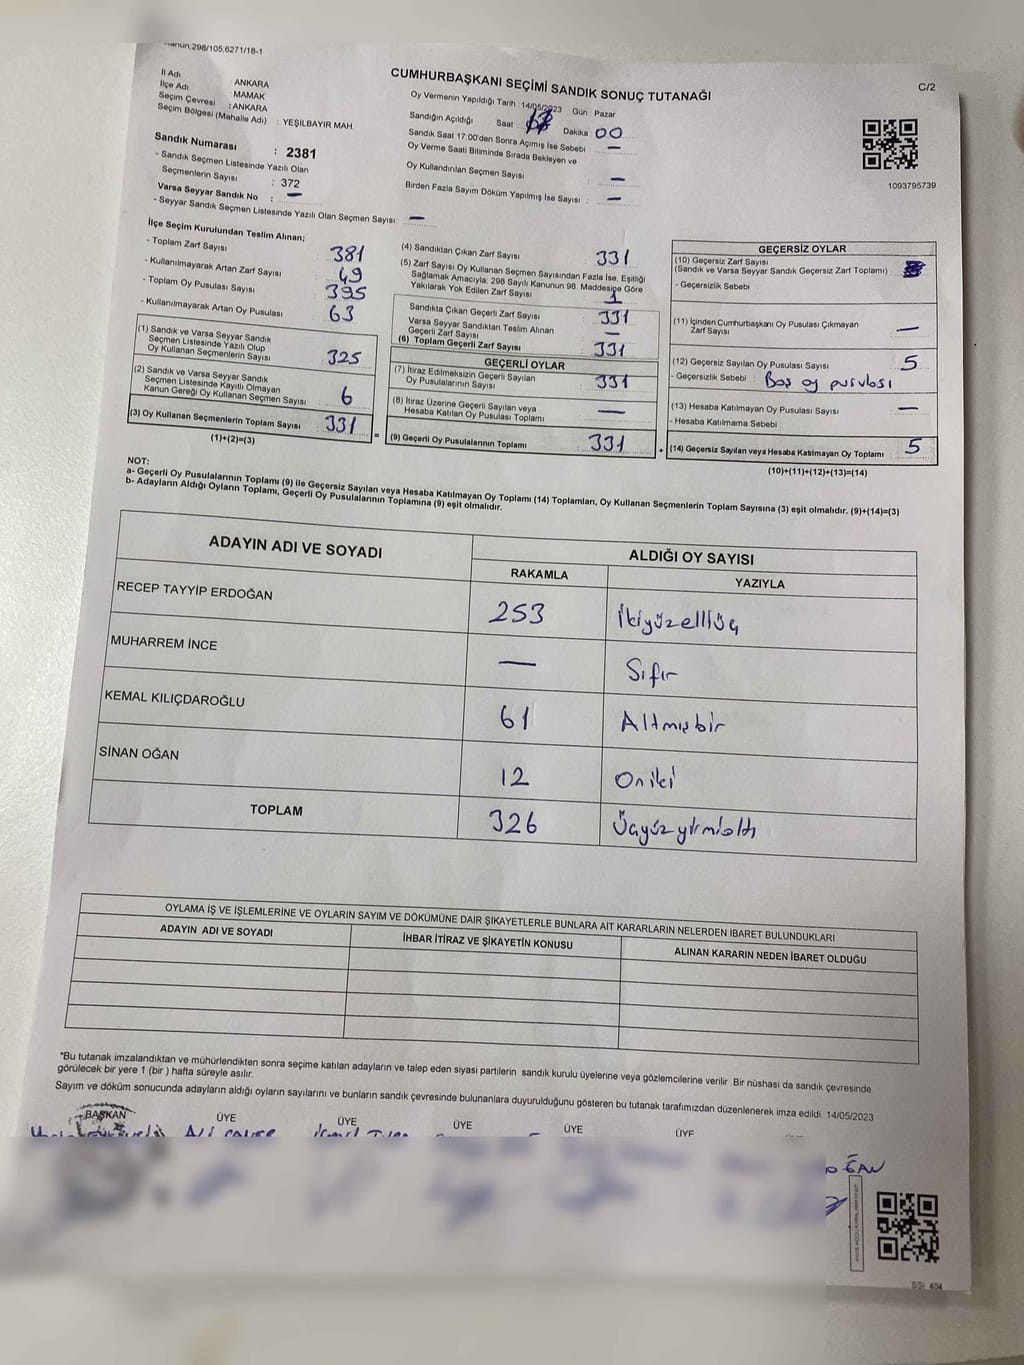 Kanun:298/105,6271/18-1
CUMHURBAŞKANI SEÇİMİ SANDIK SONUÇ TUTANAĞI
C/2
İl Adı : ANKARA
İlçe Adı : MAMAK
Seçim Çevresi : ANKARA
Seçim Bölgesi (Mahalle Adı) : YEŞİLBAYIR MAH.
Sandık Numarası : 2381
- Sandık Seçmen Listesinde Yazılı Olan
Seçmenlerin Sayısı : 372
Varsa Seyyar Sandık No : —
- Seyyar Sandık Seçmen Listesinde Yazılı Olan Seçmen Sayısı: —
Oy Vermenin Yapıldığı Tarih : 14/05/2023 Gün Pazar
Sandığın Açıldığı Saat Dakika 00
Sandık Saat 17:00'den Sonra Açımış İse Sebebi : —
Oy Verme Saati Bitiminde Sırada Bekleyen ve
Oy Kullandırılan Seçmen Sayısı : —
Birden Fazla Sayım Döküm Yapılmış İse Sayısı : —
1093795739
İlçe Seçim Kurulundan Teslim Alınan;
- Toplam Zarf Sayısı 381
- Kullanılmayarak Artan Zarf Sayısı 49
- Toplam Oy Pusulası Sayısı 395
- Kullanılmayarak Artan Oy Pusulası 63
(1) Sandık ve Varsa Seyyar Sandık
Seçmen Listesinde Yazılı Olup
Oy Kullanan Seçmenlerin Sayısı 325
(2) Sandık ve Varsa Seyyar Sandık
Seçmen Listesinde Kayıtlı Olmayan
Kanun Gereği Oy Kullanan Seçmen Sayısı 6
(3) Oy Kullanan Seçmenlerin Toplam Sayısı 331
(1)+(2)=(3)
=
(4) Sandıktan Çıkan Zarf Sayısı 331
(5) Zarf Sayısı Oy Kullanan Seçmen Sayısından Fazla İse, Eşitliği
Sağlamak Amacıyla; 298 Sayılı Kanunun 98. Maddesine Göre
Yakılarak Yok Edilen Zarf Sayısı 1
Sandıkta Çıkan Geçerli Zarf Sayısı 331
Varsa Seyyar Sandıktan Teslim Alınan
Geçerli Zarf Sayısı —
(6) Toplam Geçerli Zarf Sayısı 331
GEÇERLİ OYLAR
(7) İtiraz Edilmeksizin Geçerli Sayılan
Oy Pusulalarının Sayısı 331
(8) İtiraz Üzerine Geçerli Sayılan veya
Hesaba Katılan Oy Pusulası Toplamı —
(9) Geçerli Oy Pusulalarının Toplamı 331
+
GEÇERSİZ OYLAR
(10) Geçersiz Zarf Sayısı
(Sandık ve Varsa Seyyar Sandık Geçersiz Zarf Toplamı) :
- Geçersizlik Sebebi :
(11) İçinden Cumhurbaşkanı Oy Pusulası Çıkmayan
Zarf Sayısı —
(12) Geçersiz Sayılan Oy Pusulası Sayısı 5
- Geçersizlik Sebebi : Boş oy pusulası
(13) Hesaba Katılmayan Oy Pusulası Sayısı —
- Hesaba Katılmama Sebebi
(14) Geçersiz Sayılan veya Hesaba Katılmayan Oy Toplamı 5
(10)+(11)+(12)+(13)=(14)
NOT:
a- Geçerli Oy Pusulalarının Toplamı (9) ile Geçersiz Sayılan veya Hesaba Katılmayan Oy Toplamı (14) Toplamları, Oy Kullanan Seçmenlerin Toplam Sayısına (3) eşit olmalıdır. (9)+(14)=(3)
b- Adayların Aldığı Oyların Toplamı, Geçerli Oy Pusulalarının Toplamına (9) eşit olmalıdır.
ADAYIN ADI VE SOYADI
ALDIĞI OY SAYISI
RAKAMLA YAZIYLA
RECEP TAYYİP ERDOĞAN 253 İkiyüzelliüç
MUHARREM İNCE — Sıfır
KEMAL KILIÇDAROĞLU 61 Altmışbir
SİNAN OĞAN 12 Oniki
TOPLAM 326 Üçyüzyirmialtı
OYLAMA İŞ VE İŞLEMLERİNE VE OYLARIN SAYIM VE DÖKÜMÜNE DAİR ŞİKAYETLERLE BUNLARA AİT KARARLARIN NELERDEN İBARET BULUNDUKLARI
ADAYIN ADI VE SOYADI İHBAR İTİRAZ VE ŞİKAYETİN KONUSU ALINAN KARARIN NEDEN İBARET OLDUĞU
*Bu tutanak imzalandıktan ve mühürlendikten sonra seçime katılan adayların ve talep eden siyasi partilerin sandık kurulu üyelerine veya gözlemcilerine verilir. Bir nüshası da sandık çevresinde
görülecek bir yere 1 (bir ) hafta süreyle asılır.
Sayım ve döküm sonucunda adayların aldığı oyların sayılarını ve bunların sandık çevresinde bulunanlara duyurulduğunu gösteren bu tutanak tarafımızdan düzenlenerek imza edildi. 14/05/2023
BAŞKAN ÜYE ÜYE ÜYE ÜYE ÜYE